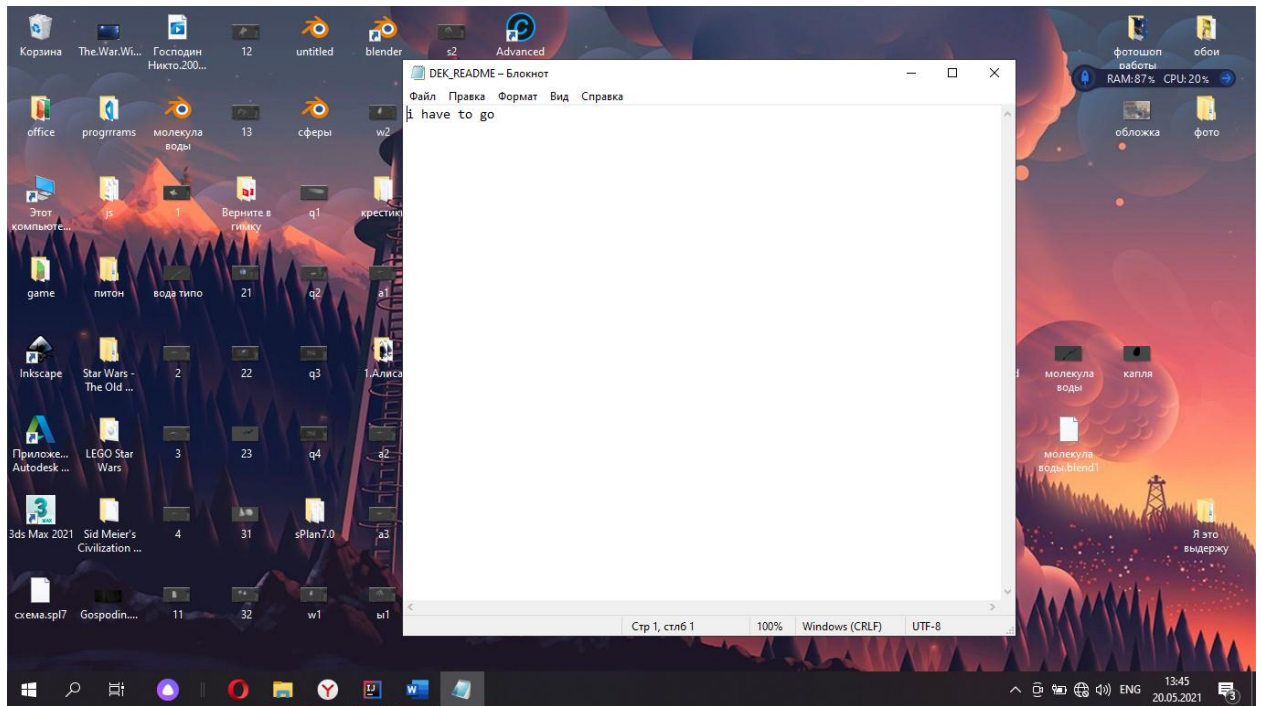 Корзина
The.War.Wi...
Господин
Никто.200...
12
untitled
blender
s2
Advanced
фотошоп
работы
обои
DEK_README – Блокнот
RAM:87% CPU:20%
Файл Правка Формат Вид Справка
i have to go
office
progrrrams
молекула
воды
13
сферы
w2
обложка
фото
Этот
компьюте...
js
1
Верните в
гимку
q1
крестик
game
питон
вода типо
21
q2
a1
Inkscape
Star Wars -
The Old ...
2
22
q3
1.Алиса
молекула
воды
капля
Приложе...
Autodesk ...
LEGO Star
Wars
3
23
q4
a2
молекула
воды.blend1
3ds Max 2021
Sid Meier's
Civilization ...
4
31
sPlan7.0
a3
Я это
выдержу
схема.spl7
Gospodin....
11
32
w1
ы1
Стр 1, стлб 1
100%
Windows (CRLF)
UTF-8
ENG
13:45
20.05.2021
3